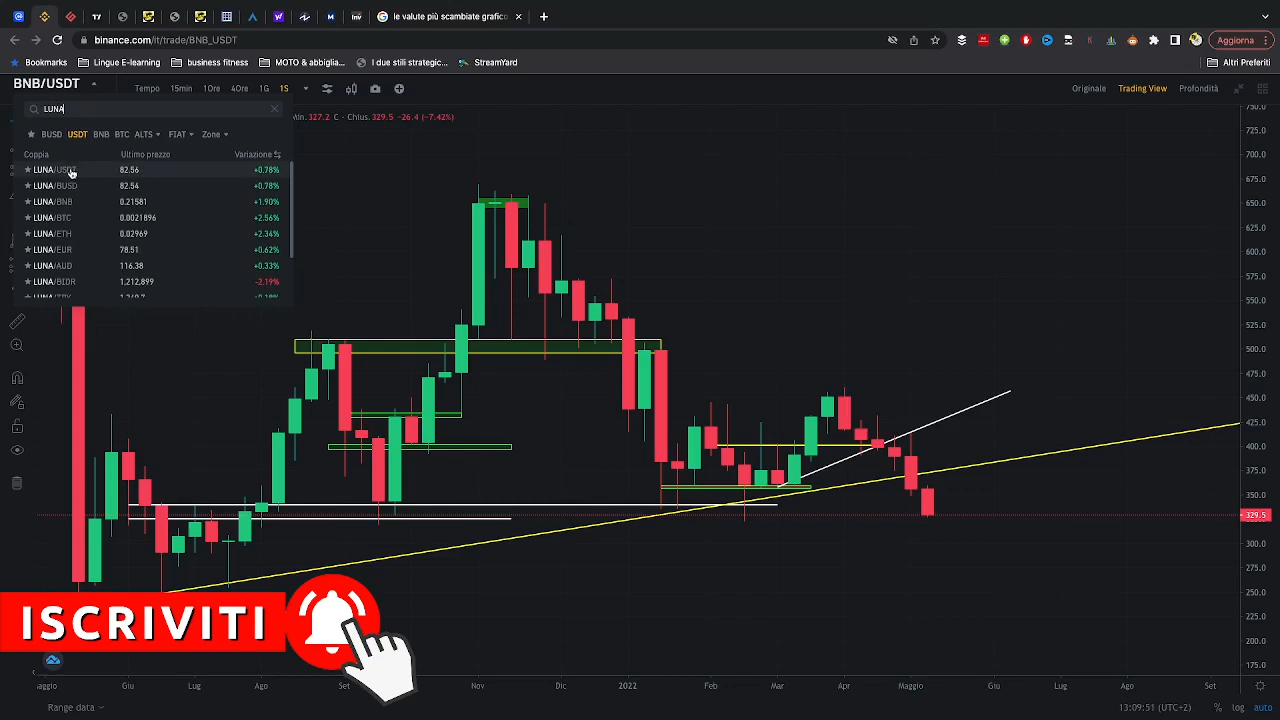 le valute più scambiate grafico
binance.com/it/trade/BNB_USDT
Aggiorna
Bookmarks
Lingue E-learning
business fitness
MOTO & abbiglia...
I due stili strategic...
StreamYard
Altri Preferiti
BNB/USDT
Tempo 15min 1Ore 4Ore 1G 1S
Originale Trading View Profondità
LUNA
Min. 327.2 C - Chius. 329.5 -26.4 (-7.42%)
BUSD USDT BNB BTC ALTS FIAT Zone
Coppia Ultimo prezzo Variazione
LUNA/USDT 82.56 +0.78%
LUNA/BUSD 82.54 +0.78%
LUNA/BNB 0.21581 +1.90%
LUNA/BTC 0.0021896 +2.56%
LUNA/ETH 0.02969 +2.34%
LUNA/EUR 78.51 +0.62%
LUNA/AUD 116.38 +0.33%
LUNA/BIDR 1,212,899 -2.19%
750.0
725.0
700.0
675.0
650.0
625.0
600.0
575.0
550.0
525.0
500.0
475.0
450.0
425.0
400.0
375.0
350.0
329.5
300.0
275.0
250.0
225.0
200.0
175.0
ISCRIVITI
aggio Giu Lug Ago Set Nov Dic 2022 Feb Mar Apr Maggio Giu Lug Ago Set
Range data
13:09:51 (UTC+2) % log auto